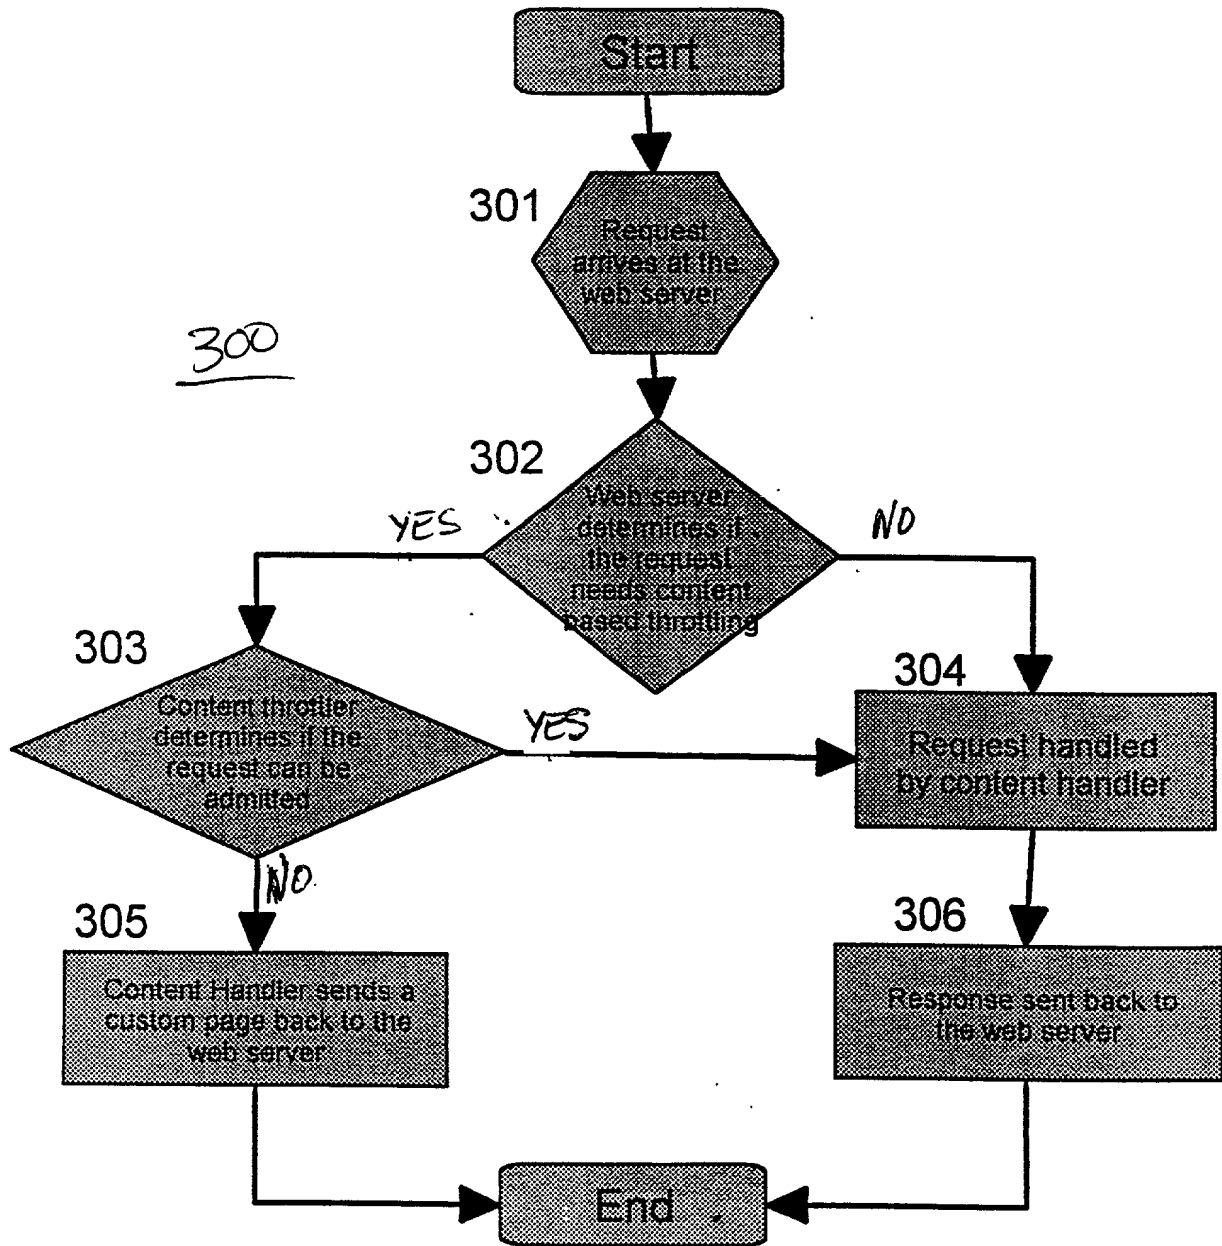 Start
301
Request
arrives at the
web server
300
302
Web server
determines if
the request
needs content
based throttling
YES
NO
303
Content throttler
determines if the
request can be
admitted
YES
304
Request handled
by content handler
NO
305
Content Handler sends a
custom page back to the
web server
306
Response sent back to
the web server
End